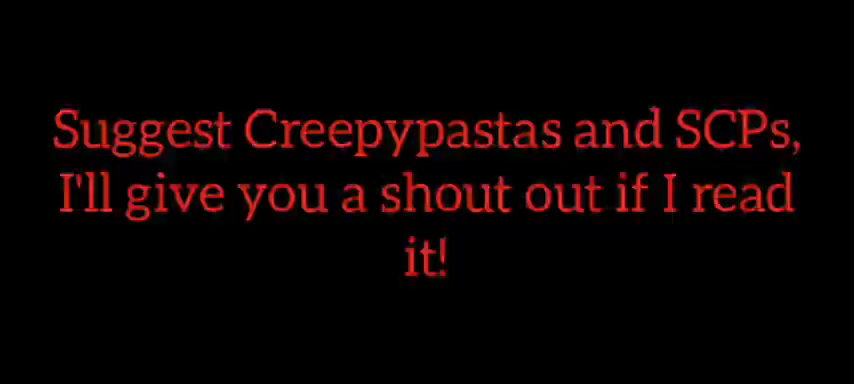 Suggest Creepypastas and SCPs,
I'll give you a shout out if I read
it!